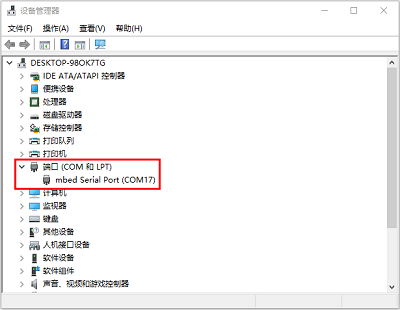 设备管理器
文件(F) 操作(A) 查看(V) 帮助(H)
DESKTOP-98OK7TG
IDE ATA/ATAPI 控制器
便携设备
处理器
磁盘驱动器
存储控制器
打印队列
打印机
端口 (COM 和 LPT)
mbed Serial Port (COM17)
计算机
监视器
键盘
其他设备
人机接口设备
软件设备
软件组件
声音、视频和游戏控制器